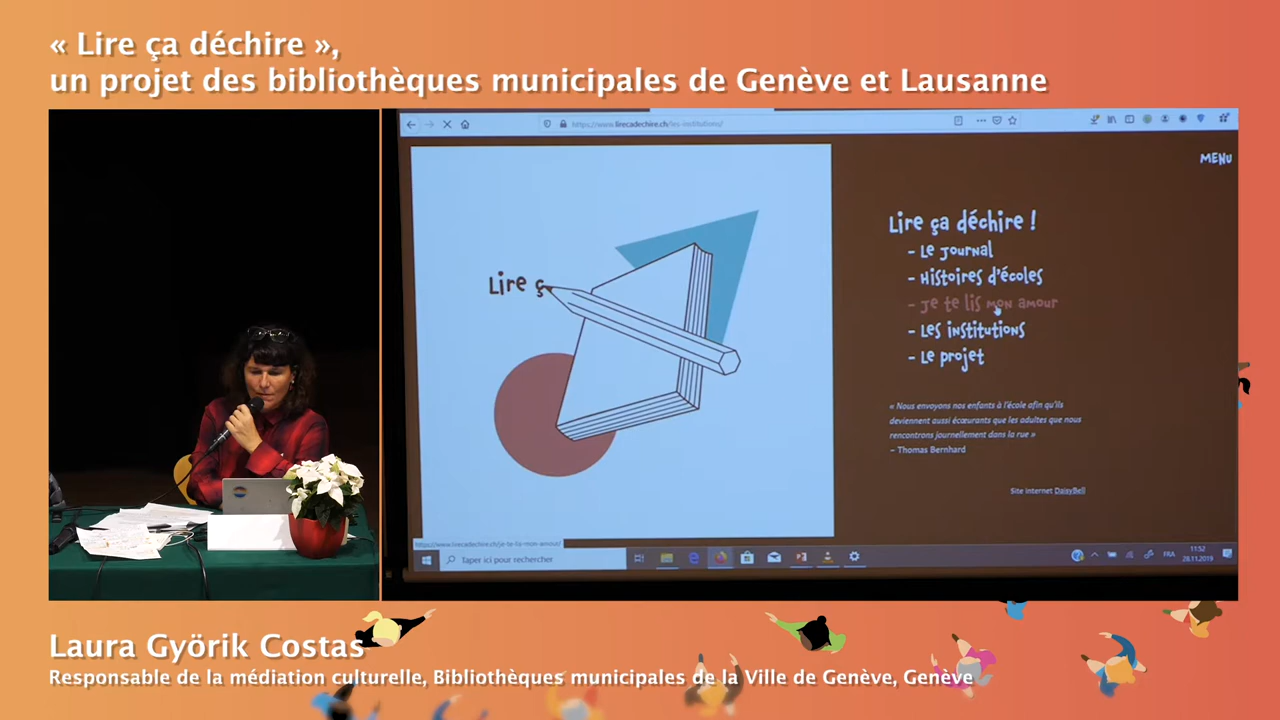 « Lire ça déchire »,
un projet des bibliothèques municipales de Genève et Lausanne
https://www.lirecadechire.ch/les-institutions/
MENU
Lire ç
Lire ça déchire !
- Le journal
- Histoires d'écoles
- Je te lis mon amour
- Les institutions
- Le projet
« Nous envoyons nos enfants à l'école afin qu'ils
deviennent aussi écœurants que les adultes que nous
rencontrons journellement dans la rue »
– Thomas Bernhard
Site internet DaisyBell
https://www.lirecadechire.ch/je-te-lis-mon-amour/
Taper ici pour rechercher
FRA
11:52
28.11.2019
Laura Györik Costas
Responsable de la médiation culturelle, Bibliothèques municipales de la Ville de Genève, Genève